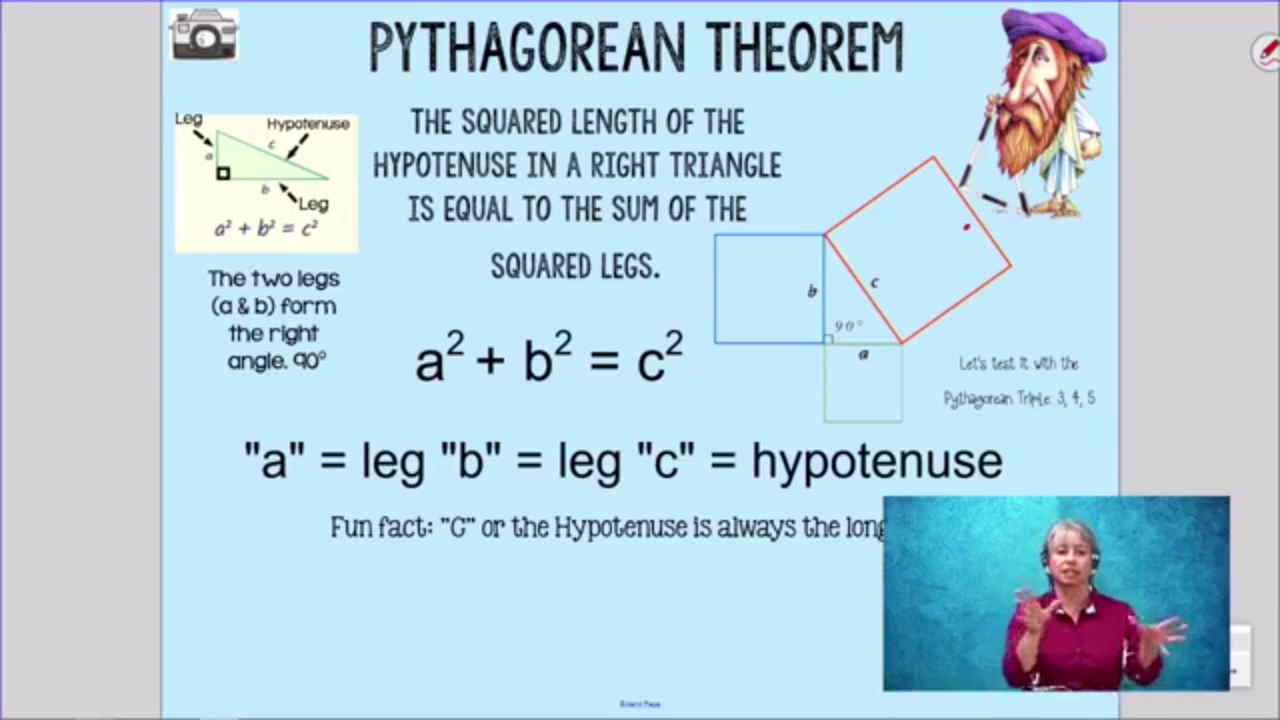 PYTHAGOREAN THEOREM
Leg
Hypotenuse
a
c
b
Leg
a² + b² = c²
The two legs
(a & b) form
the right
angle. 90°
THE SQUARED LENGTH OF THE
HYPOTENUSE IN A RIGHT TRIANGLE
IS EQUAL TO THE SUM OF THE
SQUARED LEGS.
b
c
90°
a
a² + b² = c²
Let's test it with the
Pythagorean Triple: 3, 4, 5
"a" = leg "b" = leg "c" = hypotenuse
Fun fact: "C" or the Hypotenuse is always the long